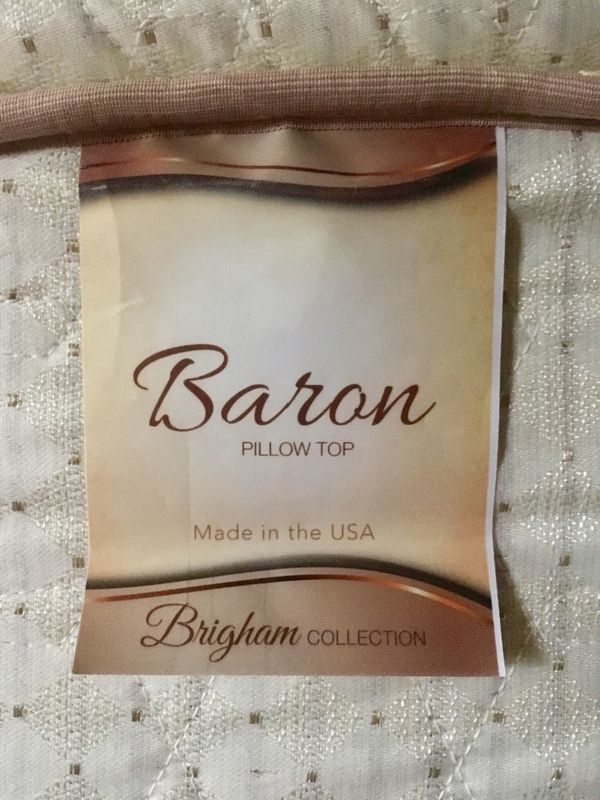 Baron
PILLOW TOP
Made in the USA
Brigham COLLECTION